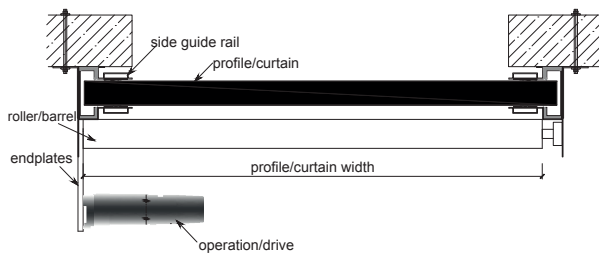 side guide rail
profile/curtain
roller/barrel
endplates
profile/curtain width
operation/drive